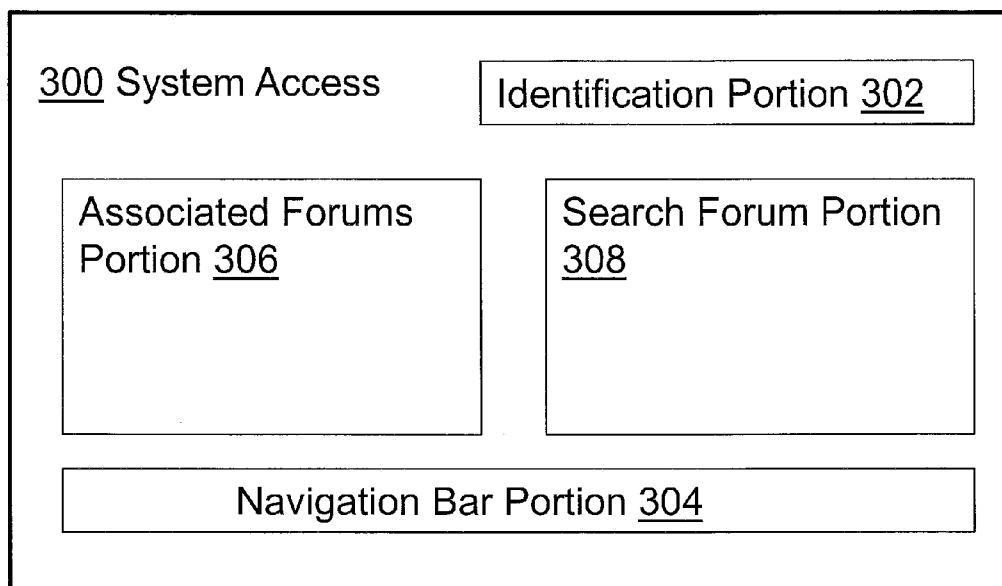 300 System Access
Identification Portion 302
Associated Forums
Portion 306
Search Forum Portion
308
Navigation Bar Portion 304